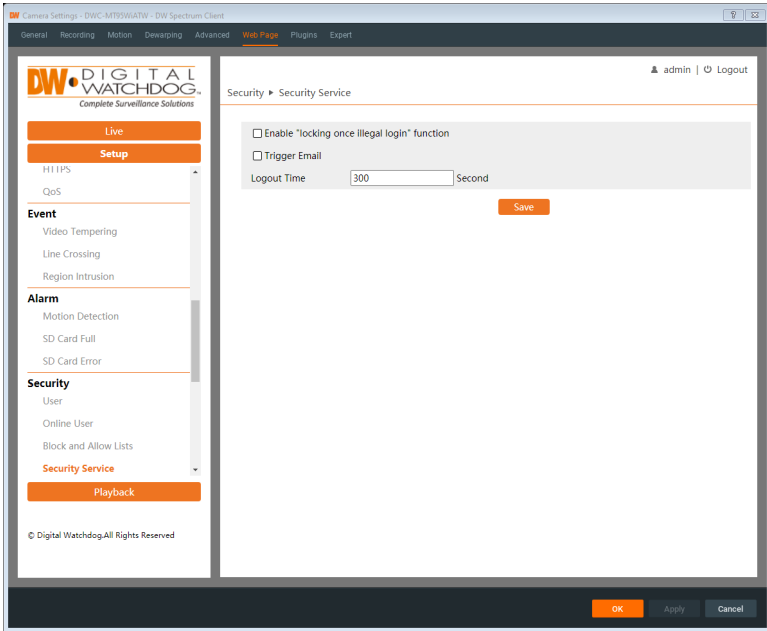 DW Camera Settings - DWC-MT95WiATW - DW Spectrum Client
General Recording Motion Dewarping Advanced Web Page Plugins Expert
DW DIGITAL WATCHDOG
Complete Surveillance Solutions
admin | Logout
Security ▸ Security Service
Live
Setup
HTTPS
QoS
Event
Video Tempering
Line Crossing
Region Intrusion
Alarm
Motion Detection
SD Card Full
SD Card Error
Security
User
Online User
Block and Allow Lists
Security Service
Playback
© Digital Watchdog.All Rights Reserved
Enable "locking once illegal login" function
Trigger Email
Logout Time 300 Second
Save
OK Apply Cancel